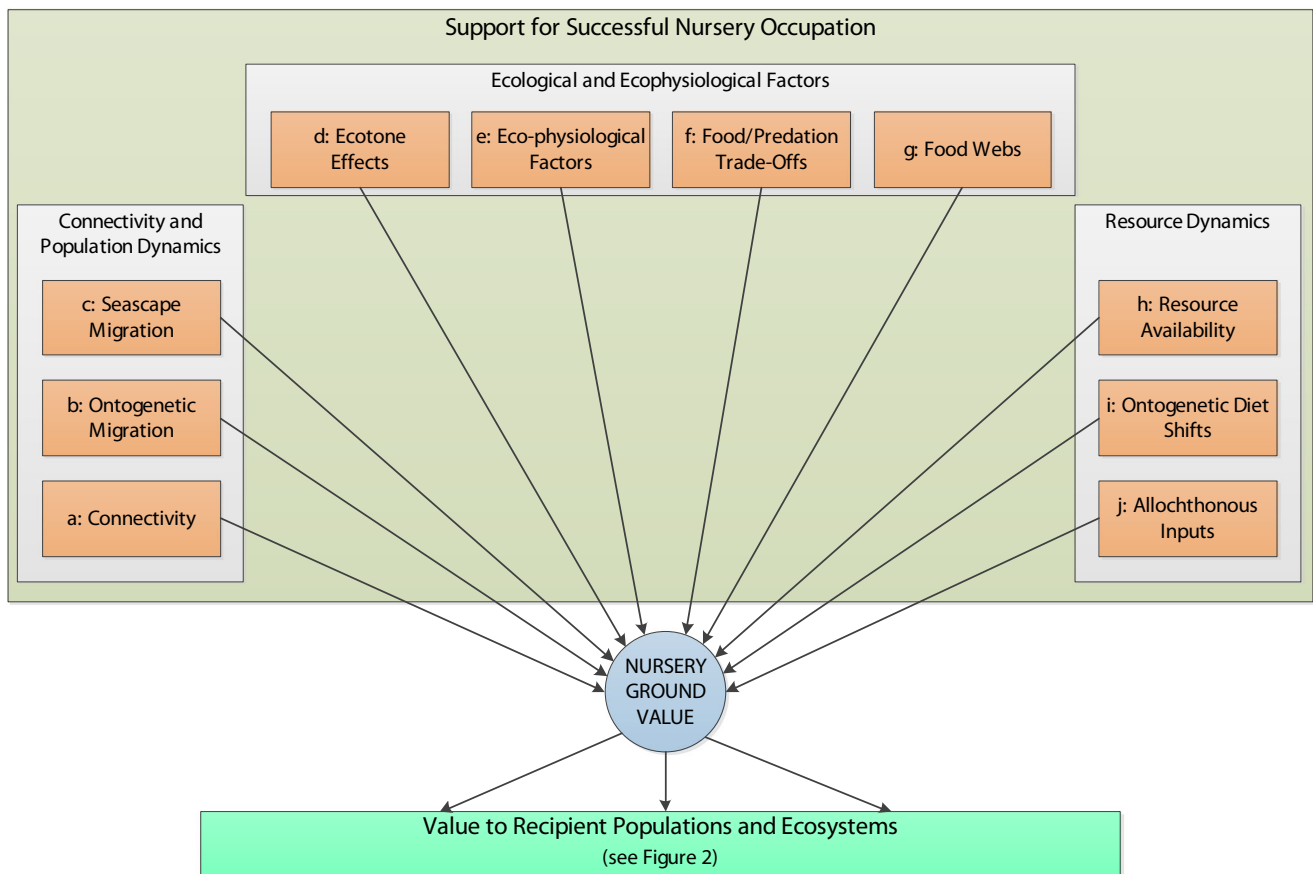 Support for Successful Nursery Occupation
Ecological and Ecophysiological Factors
d: Ecotone
Effects
e: Eco-physiological
Factors
f: Food/Predation
Trade-Offs
g: Food Webs
Connectivity and
Population Dynamics
c: Seascape
Migration
b: Ontogenetic
Migration
a: Connectivity
Resource Dynamics
h: Resource
Availability
i: Ontogenetic Diet
Shifts
j: Allochthonous
Inputs
NURSERY
GROUND
VALUE
Value to Recipient Populations and Ecosystems
(see Figure 2)